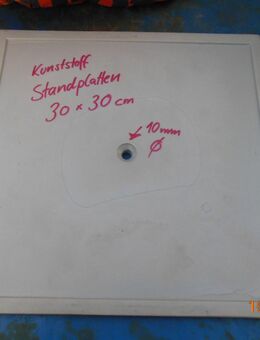 Kunststoff
Standplatten
30 x 30 cm
10 mm
Ø